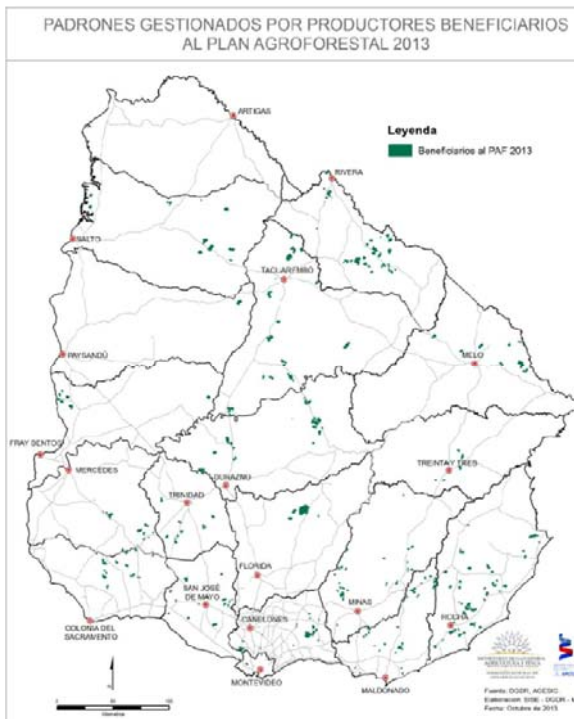 PADRONES GESTIONADOS POR PRODUCTORES BENEFICIARIOS
AL PLAN AGROFORESTAL 2013
ARTIGAS
Leyenda
Beneficiarios al PAF 2013
RIVERA
SALTO
TACUAREMBÓ
PAYSANDÚ
MELO
FRAY BENTOS
MERCEDES
TREINTA Y TRES
DURAZNO
TRINIDAD
FLORIDA
SAN JOSÉ
DE MAYO
MINAS
CANELONES
ROCHA
COLONIA DEL
SACRAMENTO
MONTEVIDEO
MALDONADO
Fuente: DGDR, AGESIC
Fecha: Octubre de 2013